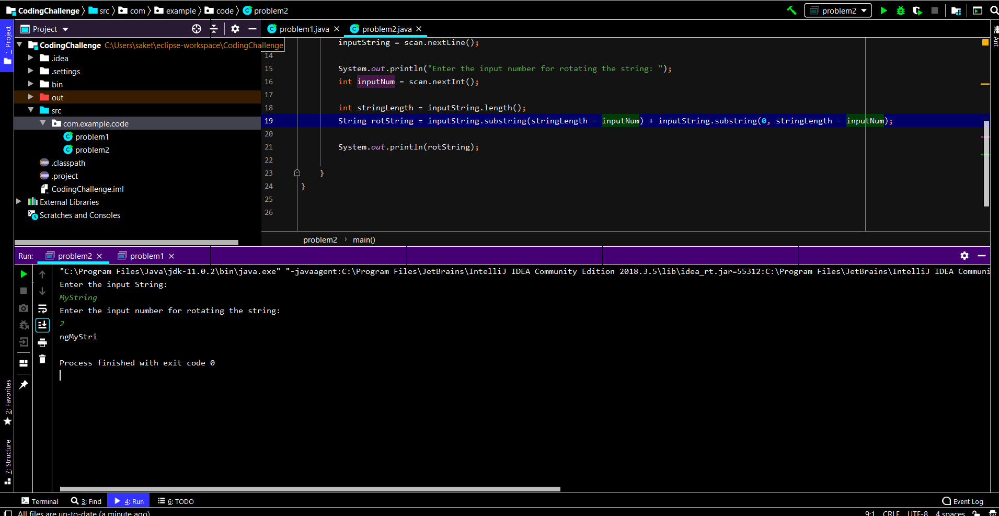 CodingChallenge src com example code problem2
problem2
1: Project
Project
problem1.java
problem2.java
Ant
CodingChallenge C:\Users\saket\eclipse-workspace\CodingChallenge
.idea
.settings
bin
out
src
com.example.code
problem1
problem2
.classpath
.project
CodingChallenge.iml
External Libraries
Scratches and Consoles
inputString = scan.nextLine();
14
15 System.out.println("Enter the input number for rotating the string: ");
16 int inputNum = scan.nextInt();
17
18 int stringLength = inputString.length();
19 String rotString = inputString.substring(stringLength - inputNum) + inputString.substring(0, stringLength - inputNum);
20
21 System.out.println(rotString);
22
23 }
24 }
25
26
problem2 › main()
Run: problem2 problem1
"C:\Program Files\Java\jdk-11.0.2\bin\java.exe" "-javaagent:C:\Program Files\JetBrains\IntelliJ IDEA Community Edition 2018.3.5\lib\idea_rt.jar=55312:C:\Program Files\JetBrains\IntelliJ IDEA Communi
Enter the input String:
MyString
Enter the input number for rotating the string:
2
ngMyStri
Process finished with exit code 0
2: Favorites
7: Structure
Terminal 3: Find 4: Run 6: TODO Event Log
All files are up-to-date (a minute ago) 9:1 CRLF UTF-8 4 spaces